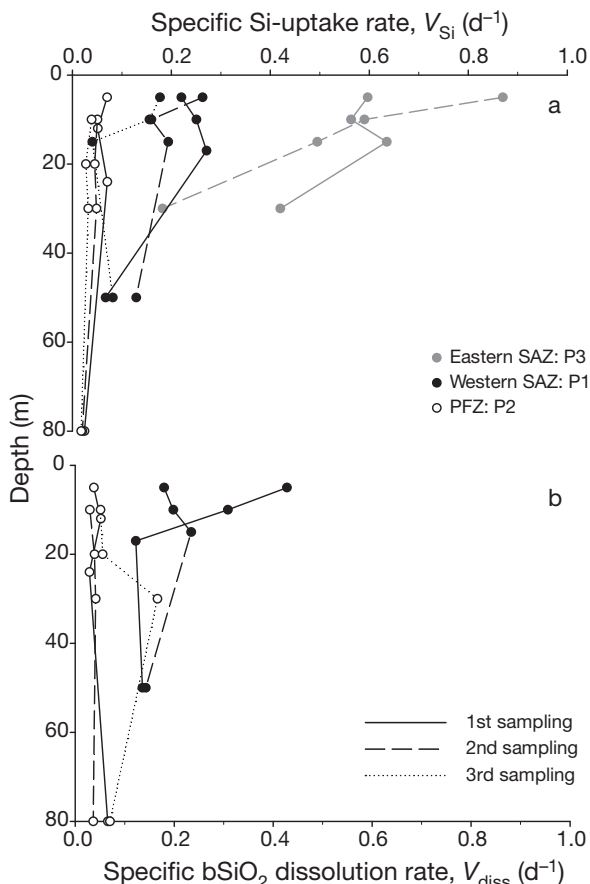 Specific Si-uptake rate, V_Si (d⁻¹)
0.0 0.2 0.4 0.6 0.8 1.0
0
20
40
60
80
a
Eastern SAZ: P3
Western SAZ: P1
PFZ: P2
Depth (m)
0
20
40
60
80
b
1st sampling
2nd sampling
3rd sampling
0.0 0.2 0.4 0.6 0.8 1.0
Specific bSiO₂ dissolution rate, V_diss (d⁻¹)